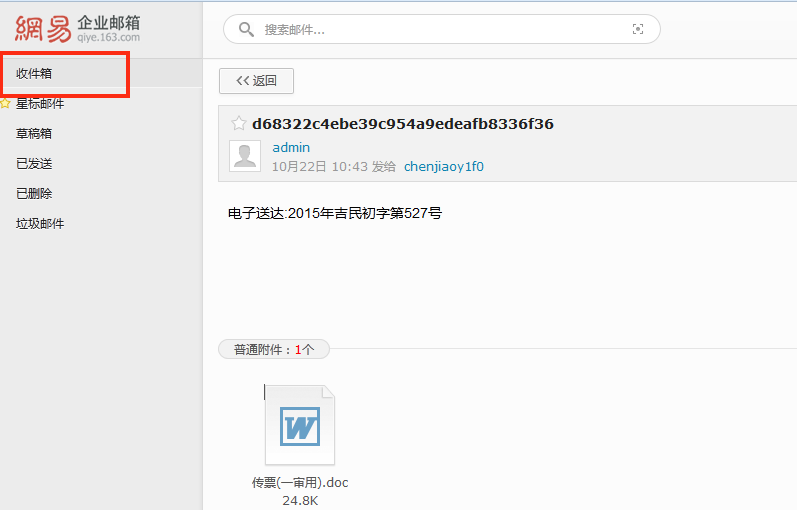 網易 企业邮箱
qiye.163.com
搜索邮件...
收件箱
星标邮件
草稿箱
已发送
已删除
垃圾邮件
<< 返回
d68322c4ebe39c954a9edeafb8336f36
admin
10月22日 10:43 发给 chenjiaoy1f0
电子送达:2015年吉民初字第527号
普通附件：1个
W
传票(一审用).doc
24.8K